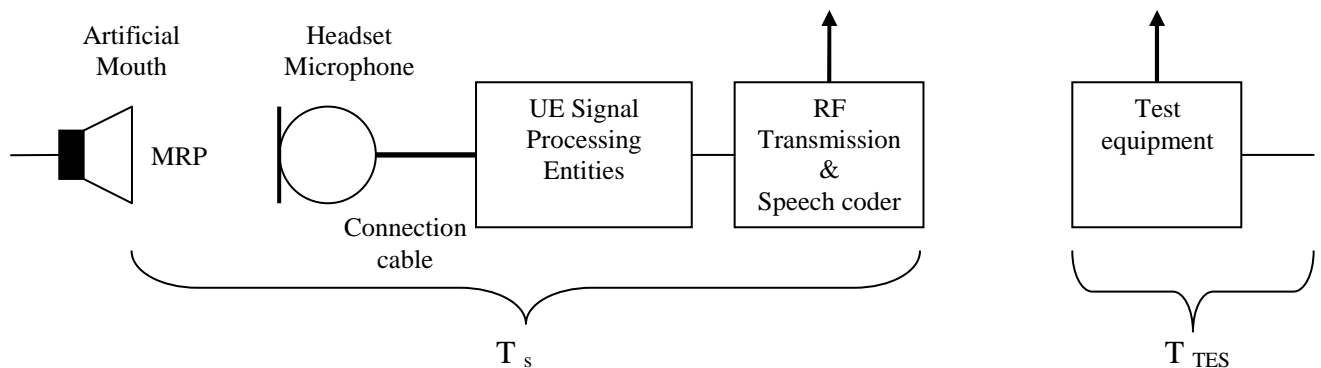 Artificial
Mouth
MRP
Headset
Microphone
Connection
cable
UE Signal
Processing
Entities
RF
Transmission
&
Speech coder
Test
equipment
T s
T TES